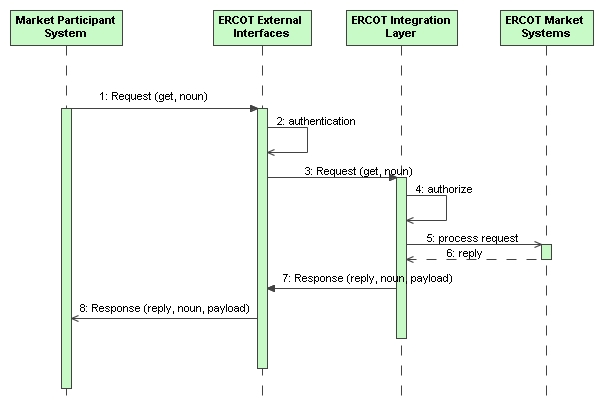 Market Participant
System
ERCOT External
Interfaces
ERCOT Integration
Layer
ERCOT Market
Systems
1: Request (get, noun)
2: authentication
3: Request (get, noun)
4: authorize
5: process request
6: reply
7: Response (reply, noun, payload)
8: Response (reply, noun, payload)